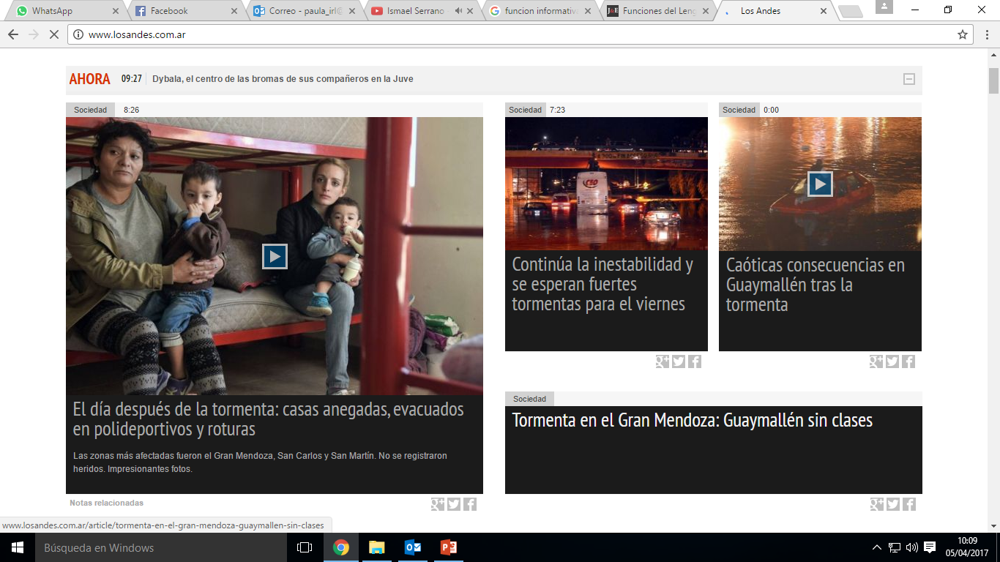 WhatsApp
Facebook
Correo - paula_irl@
Ismael Serrano
funcion informativa
Funciones del Leng
Los Andes
www.losandes.com.ar
AHORA 09:27 Dybala, el centro de las bromas de sus compañeros en la Juve
Sociedad 8:26
El día después de la tormenta: casas anegadas, evacuados
en polideportivos y roturas
Las zonas más afectadas fueron el Gran Mendoza, San Carlos y San Martín. No se registraron
heridos. Impresionantes fotos.
Notas relacionadas
Sociedad 7:23
Continúa la inestabilidad y
se esperan fuertes
tormentas para el viernes
Sociedad 0:00
Caóticas consecuencias en
Guaymallén tras la
tormenta
Sociedad
Tormenta en el Gran Mendoza: Guaymallén sin clases
www.losandes.com.ar/article/tormenta-en-el-gran-mendoza-guaymallen-sin-clases
Búsqueda en Windows
10:09
05/04/2017